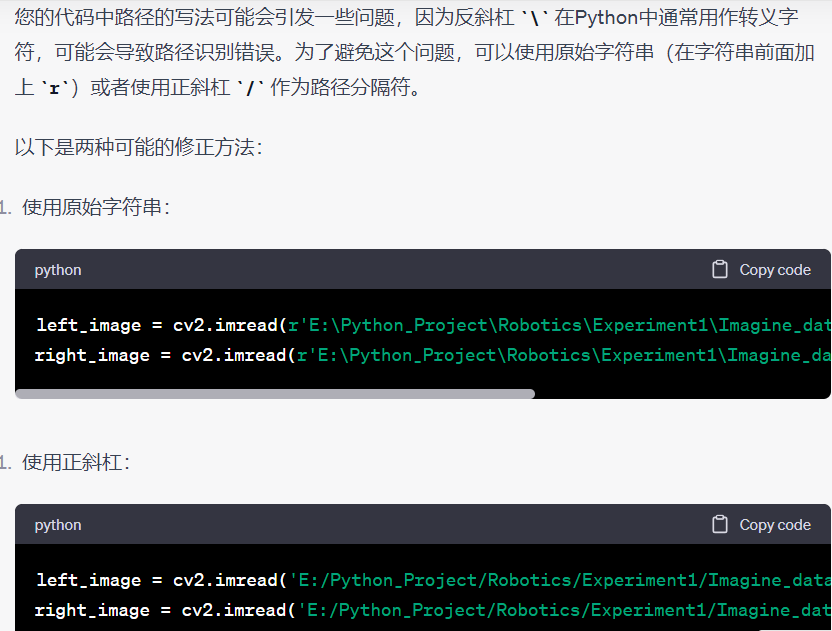 您的代码中路径的写法可能会引发一些问题，因为反斜杠 `\` 在Python中通常用作转义字
符，可能会导致路径识别错误。为了避免这个问题，可以使用原始字符串（在字符串前面加
上 `r`）或者使用正斜杠 `/` 作为路径分隔符。
以下是两种可能的修正方法：
1. 使用原始字符串：
python Copy code
left_image = cv2.imread(r'E:\Python_Project\Robotics\Experiment1\Imagine_dat
right_image = cv2.imread(r'E:\Python_Project\Robotics\Experiment1\Imagine_da
1. 使用正斜杠：
python Copy code
left_image = cv2.imread('E:/Python_Project/Robotics/Experiment1/Imagine_data
right_image = cv2.imread('E:/Python_Project/Robotics/Experiment1/Imagine_dat